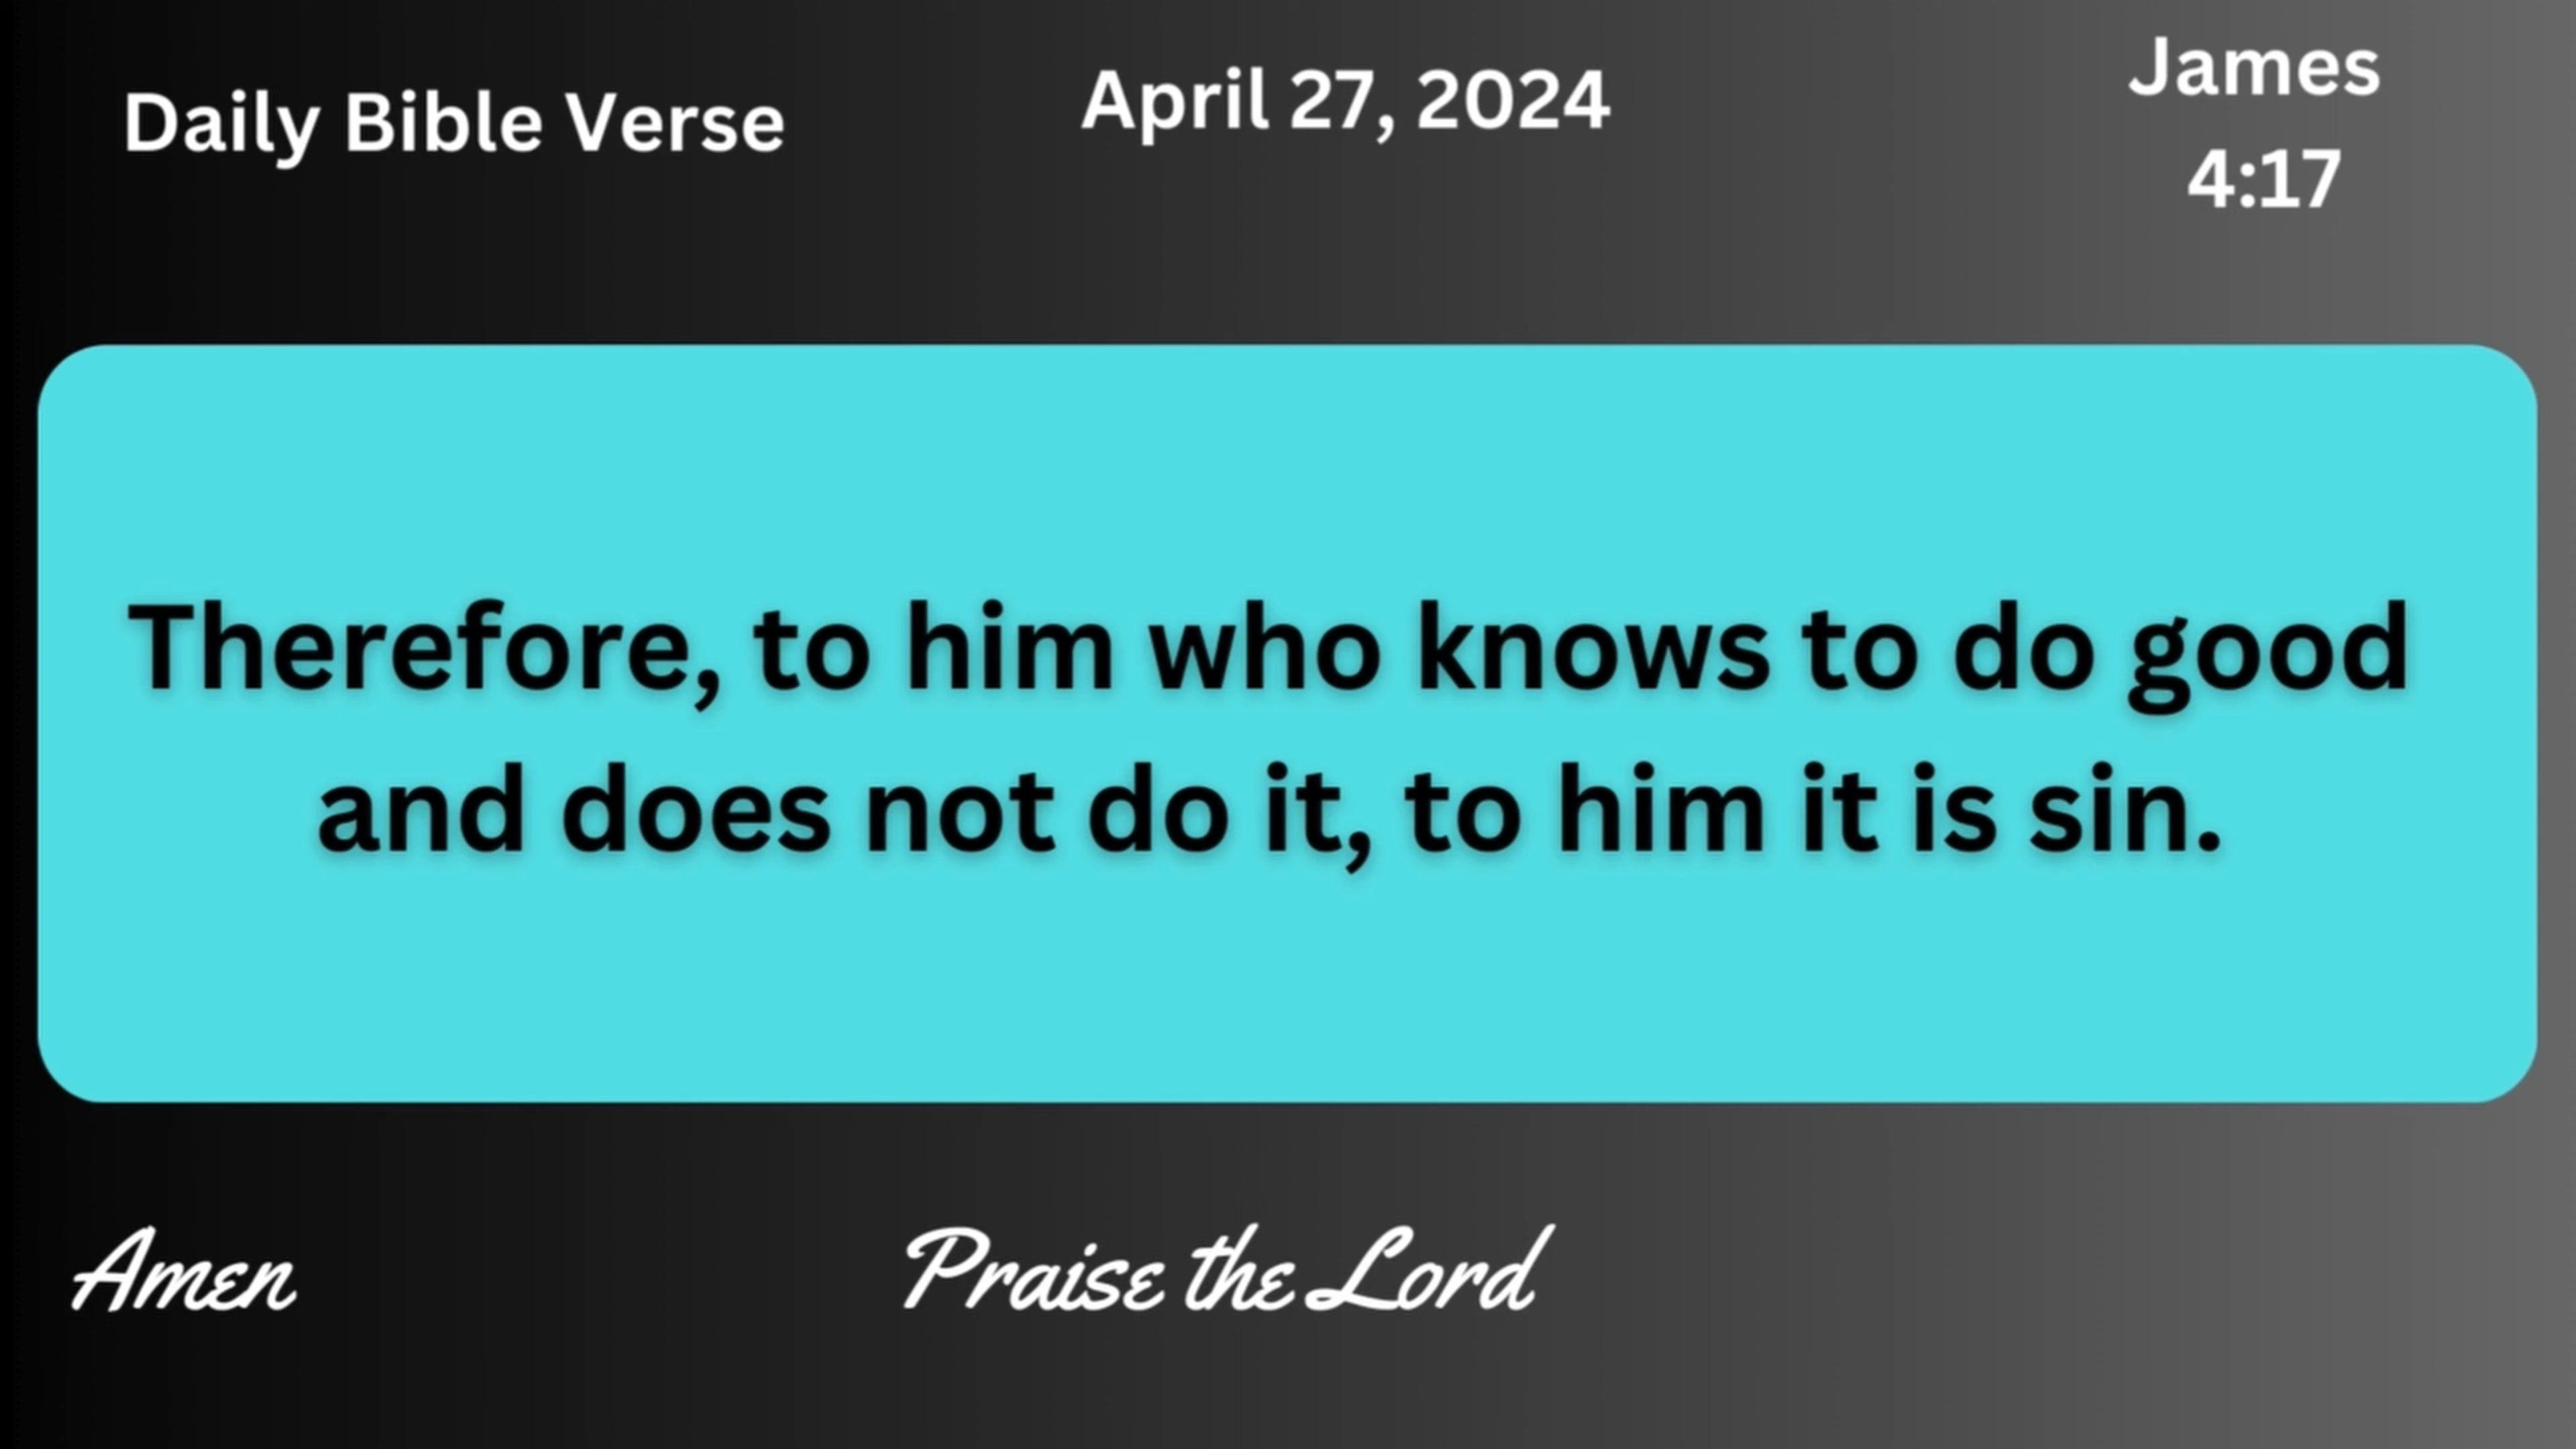 Daily Bible Verse
April 27, 2024
James
4:17
Therefore, to him who knows to do good
and does not do it, to him it is sin.
Amen
Praise the Lord